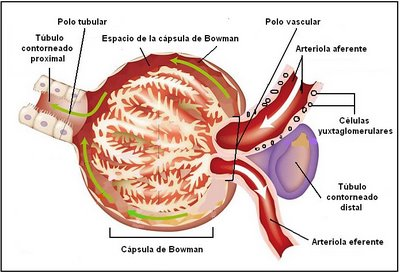 Polo tubular
Polo vascular
Túbulo
contorneado
proximal
Espacio de la cápsula de Bowman
Arteriola aferente
Células
yuxtaglomerulares
Túbulo
contorneado
distal
Arteriola eferente
Cápsula de Bowman